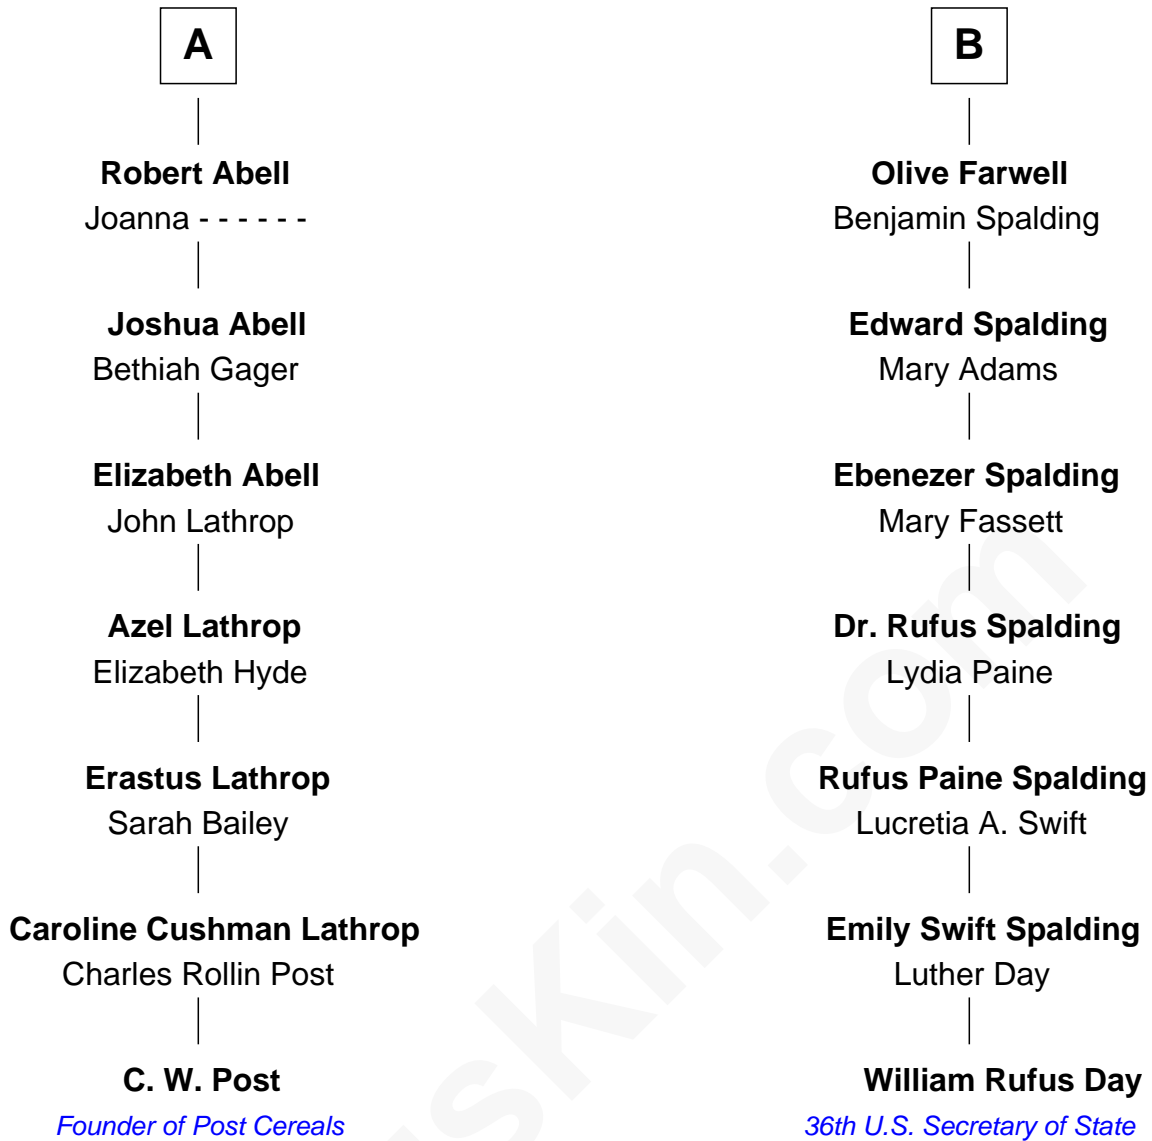 A
Robert Abell
Joanna - - - - - -
Joshua Abell
Bethiah Gager
Elizabeth Abell
John Lathrop
Azel Lathrop
Elizabeth Hyde
Erastus Lathrop
Sarah Bailey
Caroline Cushman Lathrop
Charles Rollin Post
C. W. Post
Founder of Post Cereals
B
Olive Farwell
Benjamin Spalding
Edward Spalding
Mary Adams
Ebenezer Spalding
Mary Fassett
Dr. Rufus Spalding
Lydia Paine
Rufus Paine Spalding
Lucretia A. Swift
Emily Swift Spalding
Luther Day
William Rufus Day
36th U.S. Secretary of State